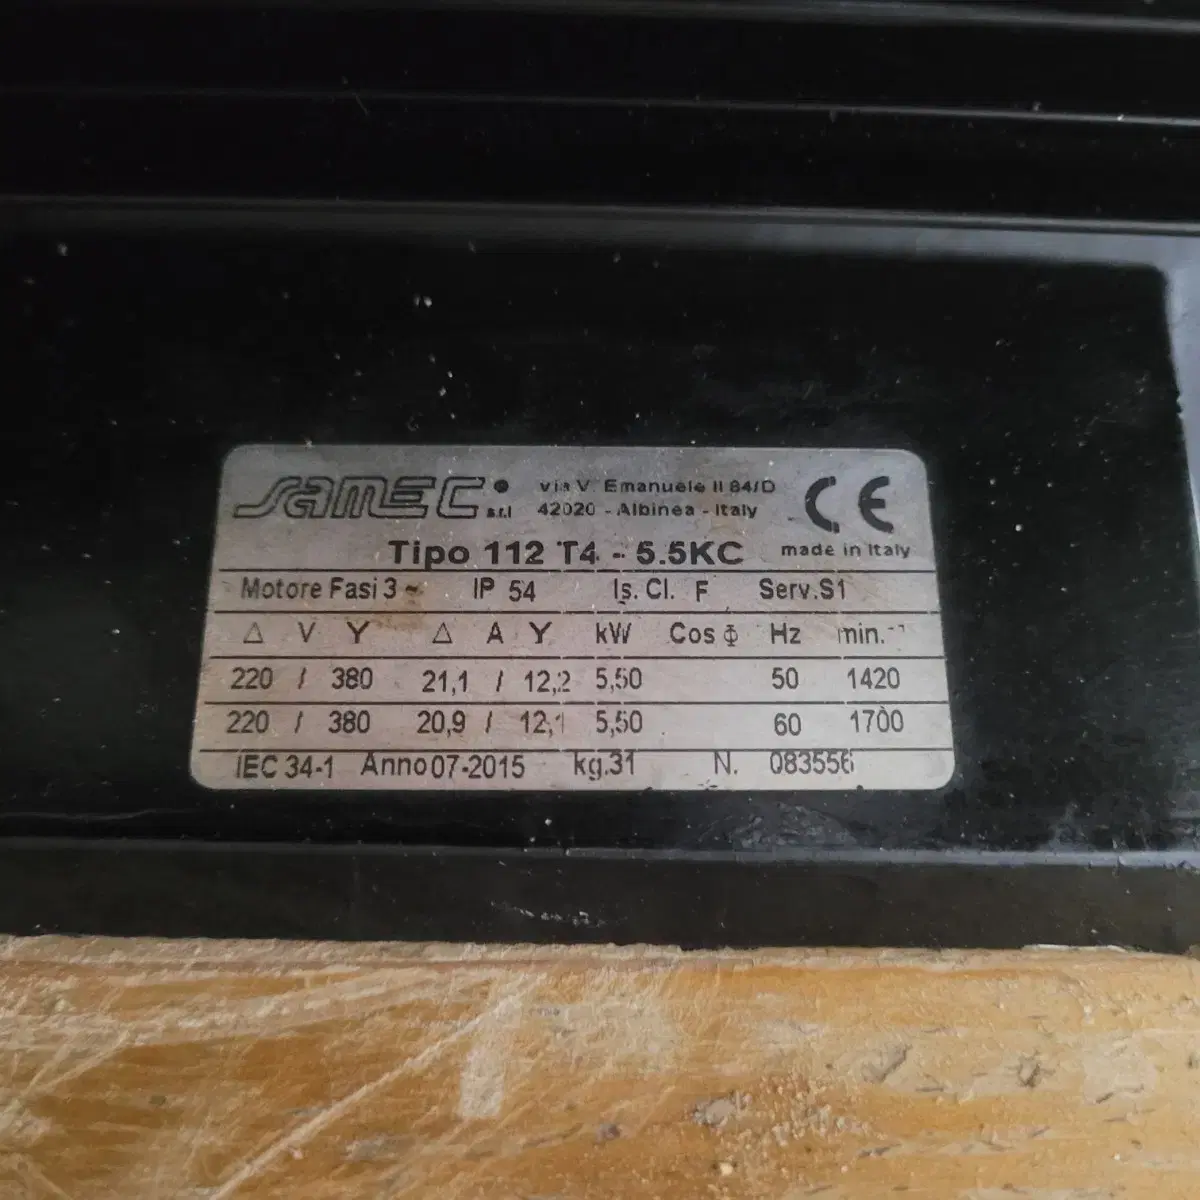 SAMEC s.r.l via V. Emanuele II 84/D
42020 - Albinea - Italy
CE
Tipo 112 T4 - 5.5KC made in Italy
Motore Fasi 3 ~ IP 54 Is. Cl. F Serv.S1
Δ V Y Δ A Y kW Cos ϕ Hz min.⁻¹
220 / 380 21,1 / 12,2 5,50 50 1420
220 / 380 20,9 / 12,1 5,50 60 1700
IEC 34-1 Anno 07-2015 kg.31 N. 083556